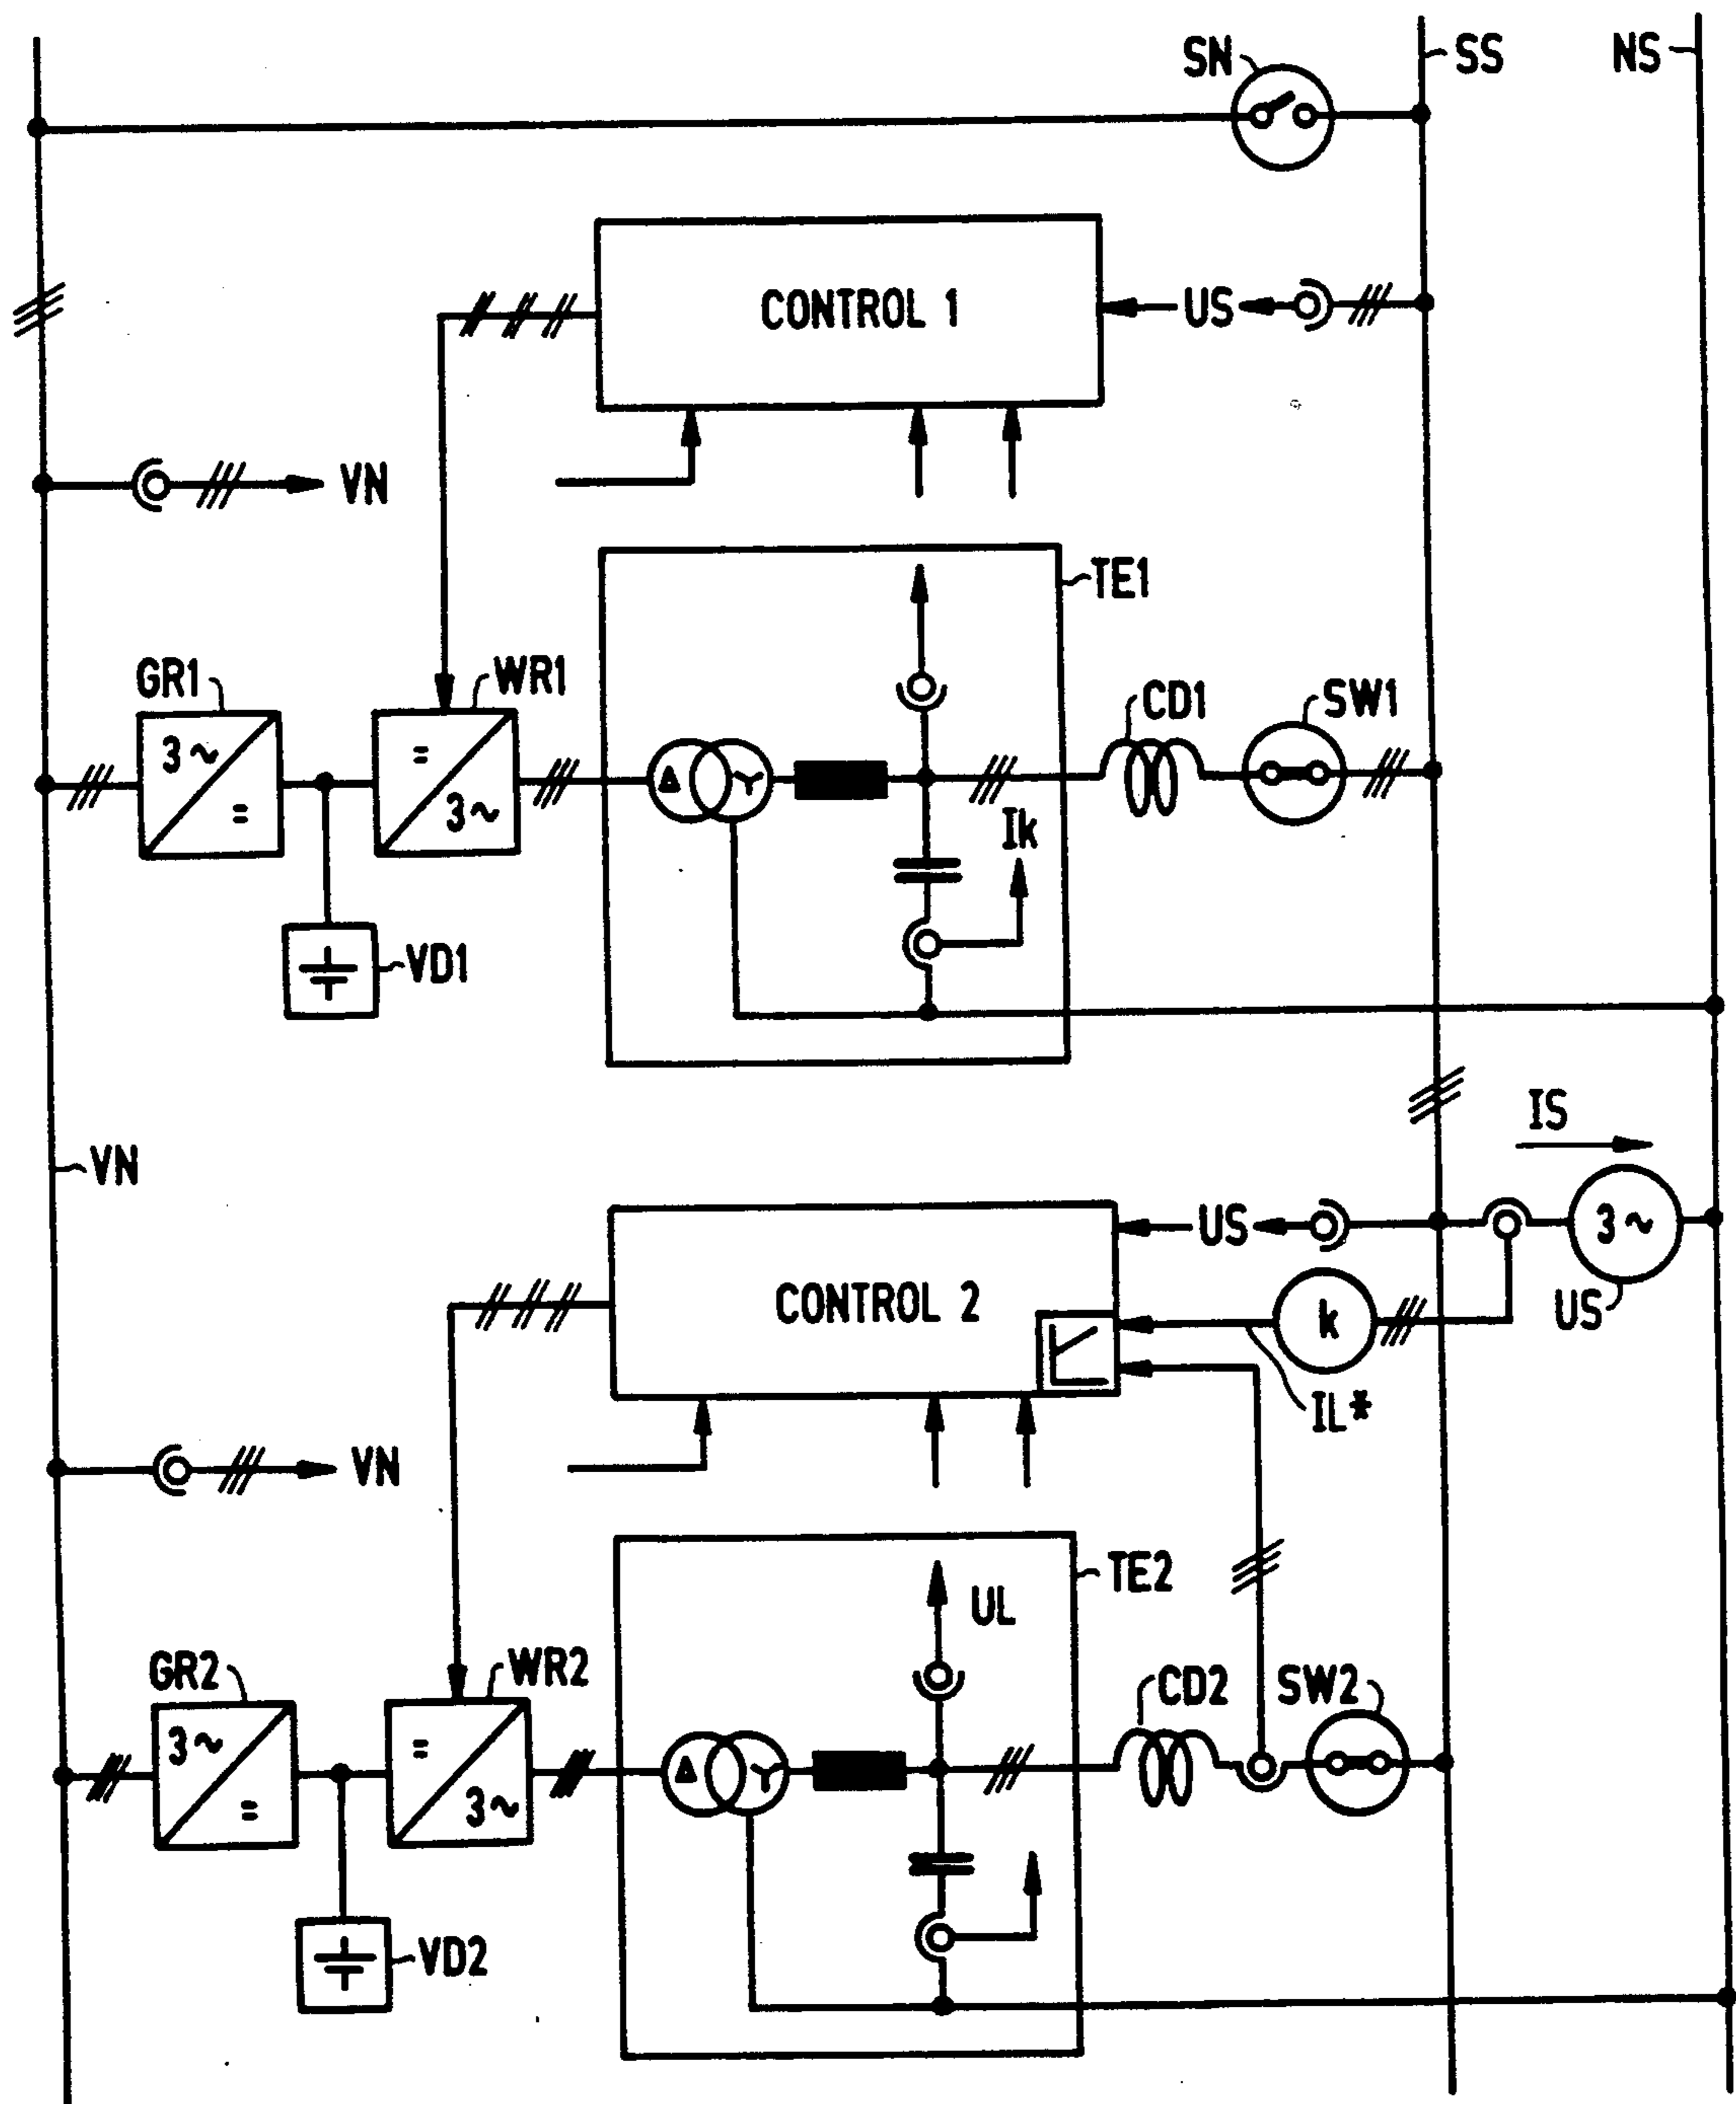 SN
SS
NS
CONTROL 1
US
VN
TE1
GR1
WR1
CD1
SW1
3~
=
=
3~
Δ
Y
Ik
VD1
IS
VN
US
3~
CONTROL 2
k
US
IL*
VN
TE2
UL
GR2
WR2
CD2
SW2
3~
=
=
3~
Δ
Y
VD2